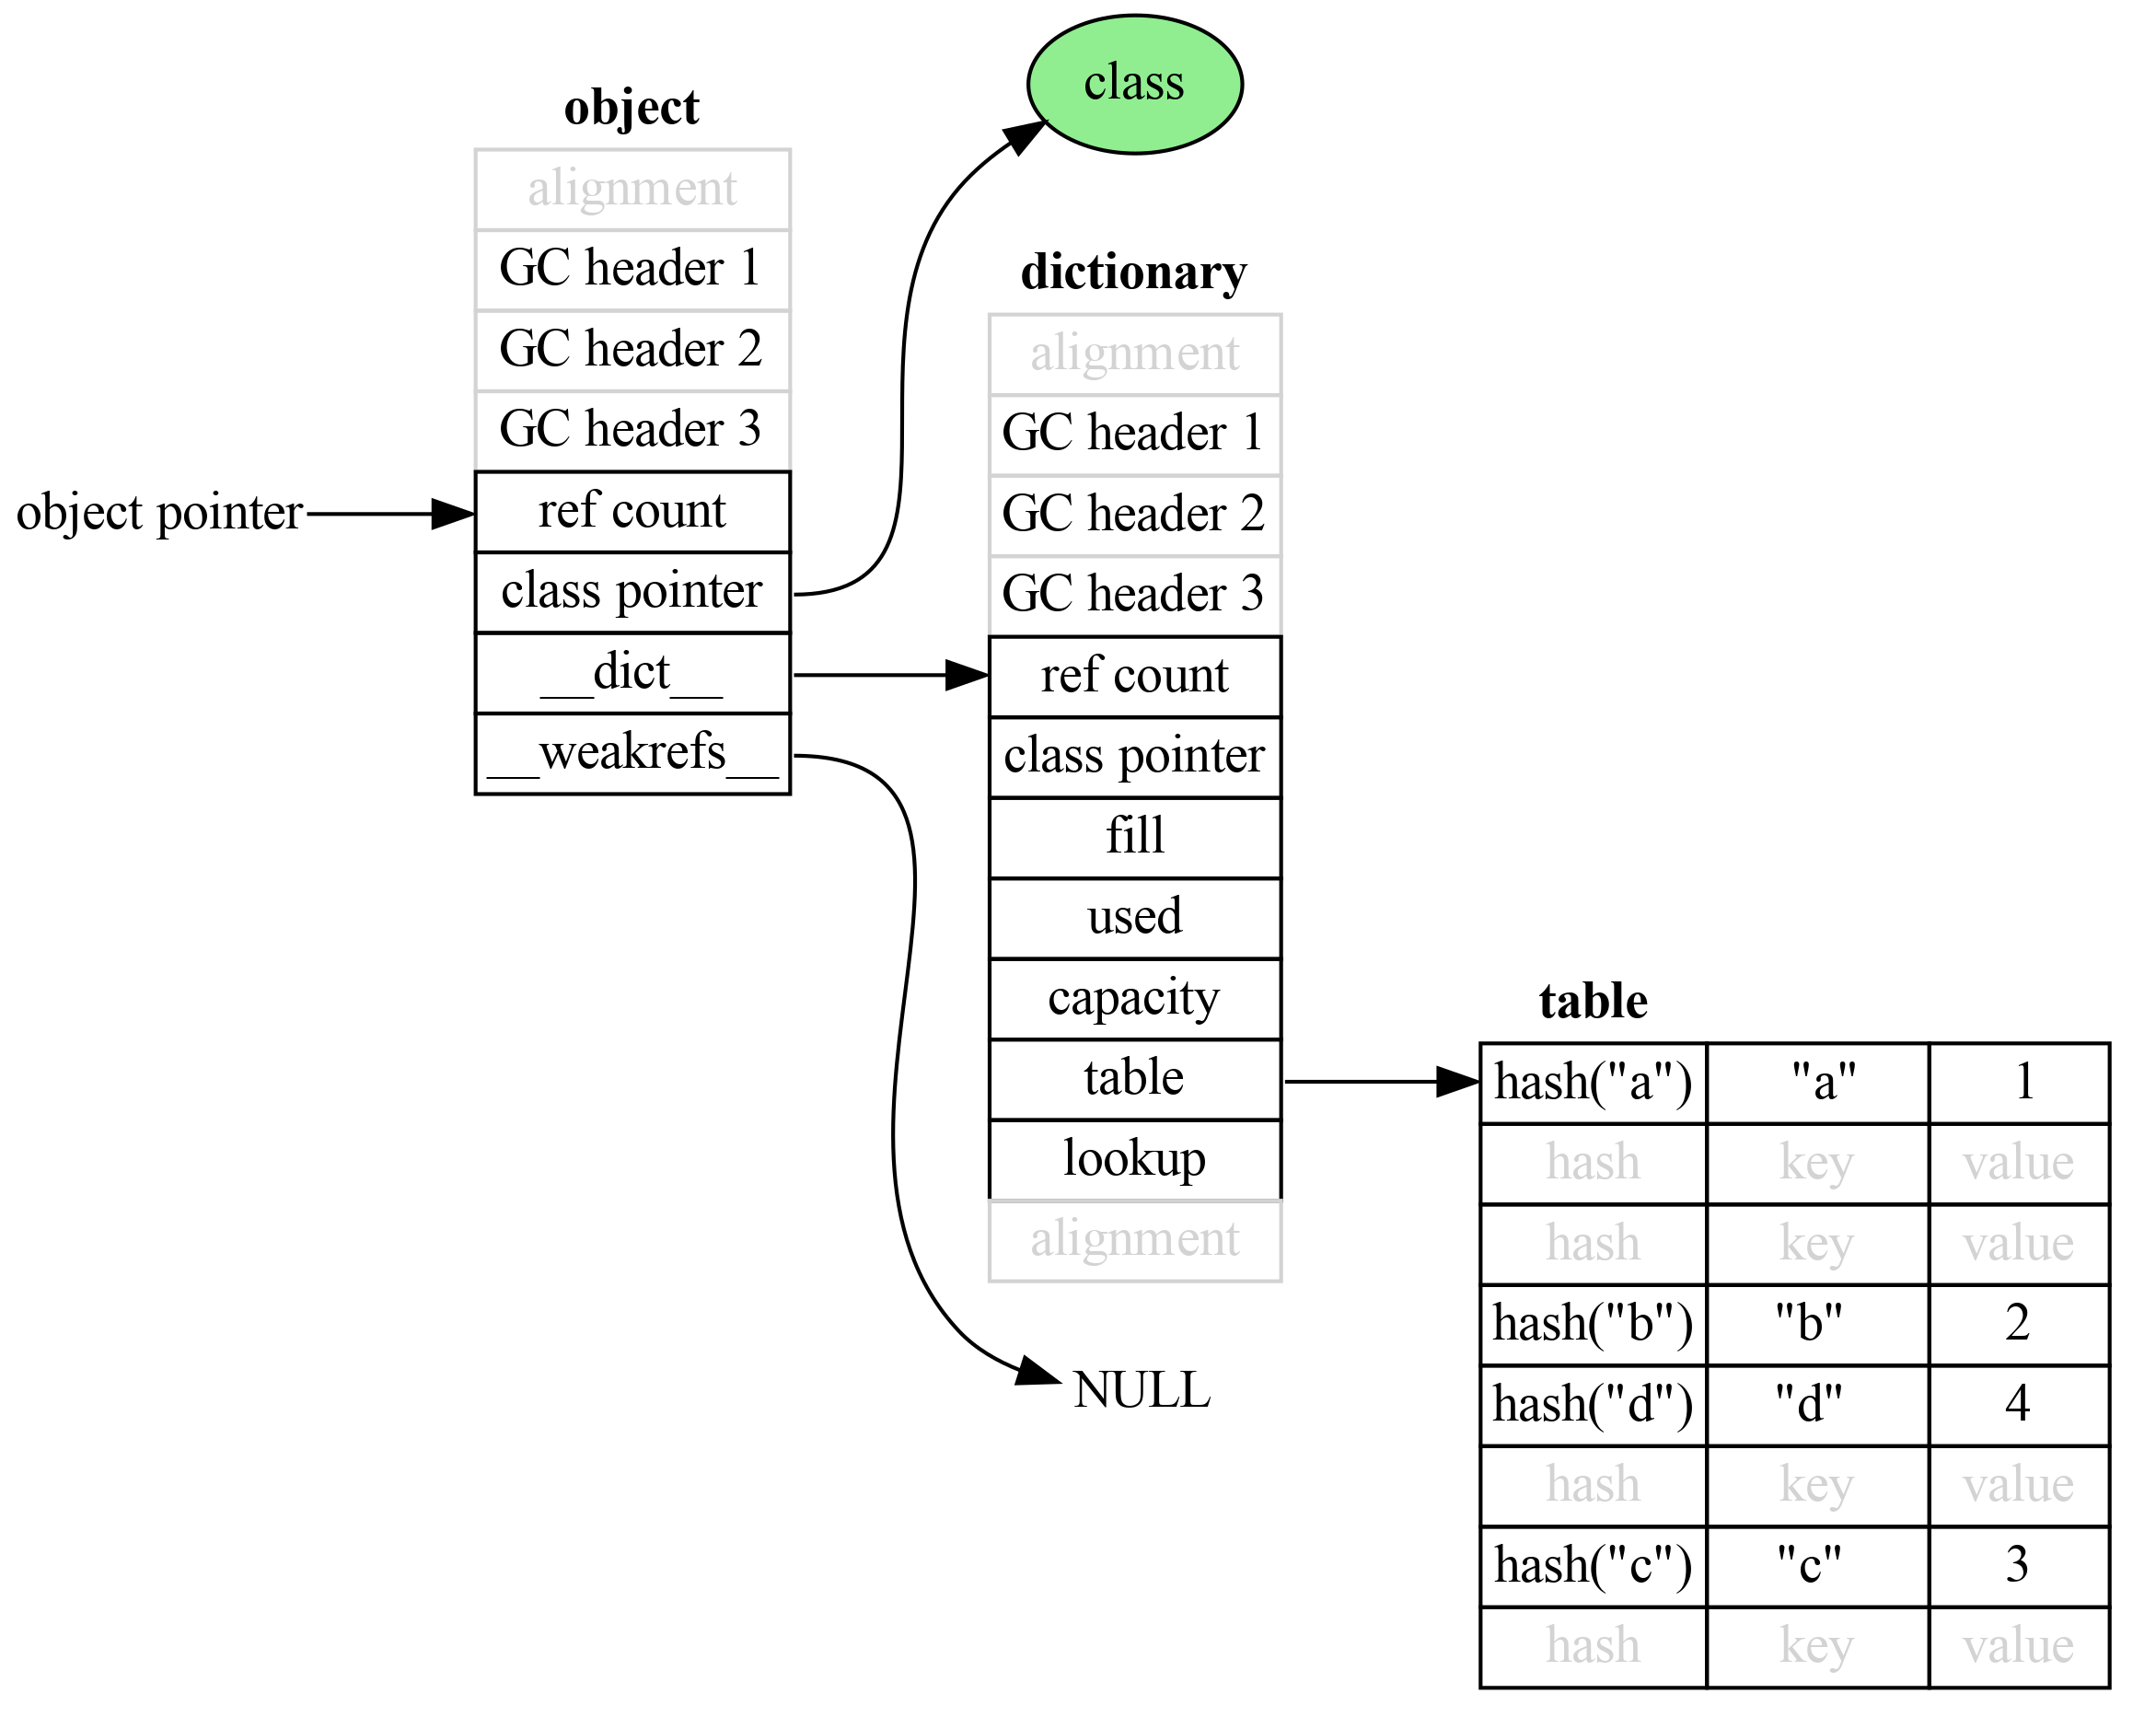 class
object
alignment
GC header 1
GC header 2
GC header 3
object pointer
ref count
class pointer
__dict__
__weakrefs__
dictionary
alignment
GC header 1
GC header 2
GC header 3
ref count
class pointer
fill
used
capacity
table
lookup
alignment
NULL
table
hash("a") "a" 1
hash key value
hash key value
hash("b") "b" 2
hash("d") "d" 4
hash key value
hash("c") "c" 3
hash key value